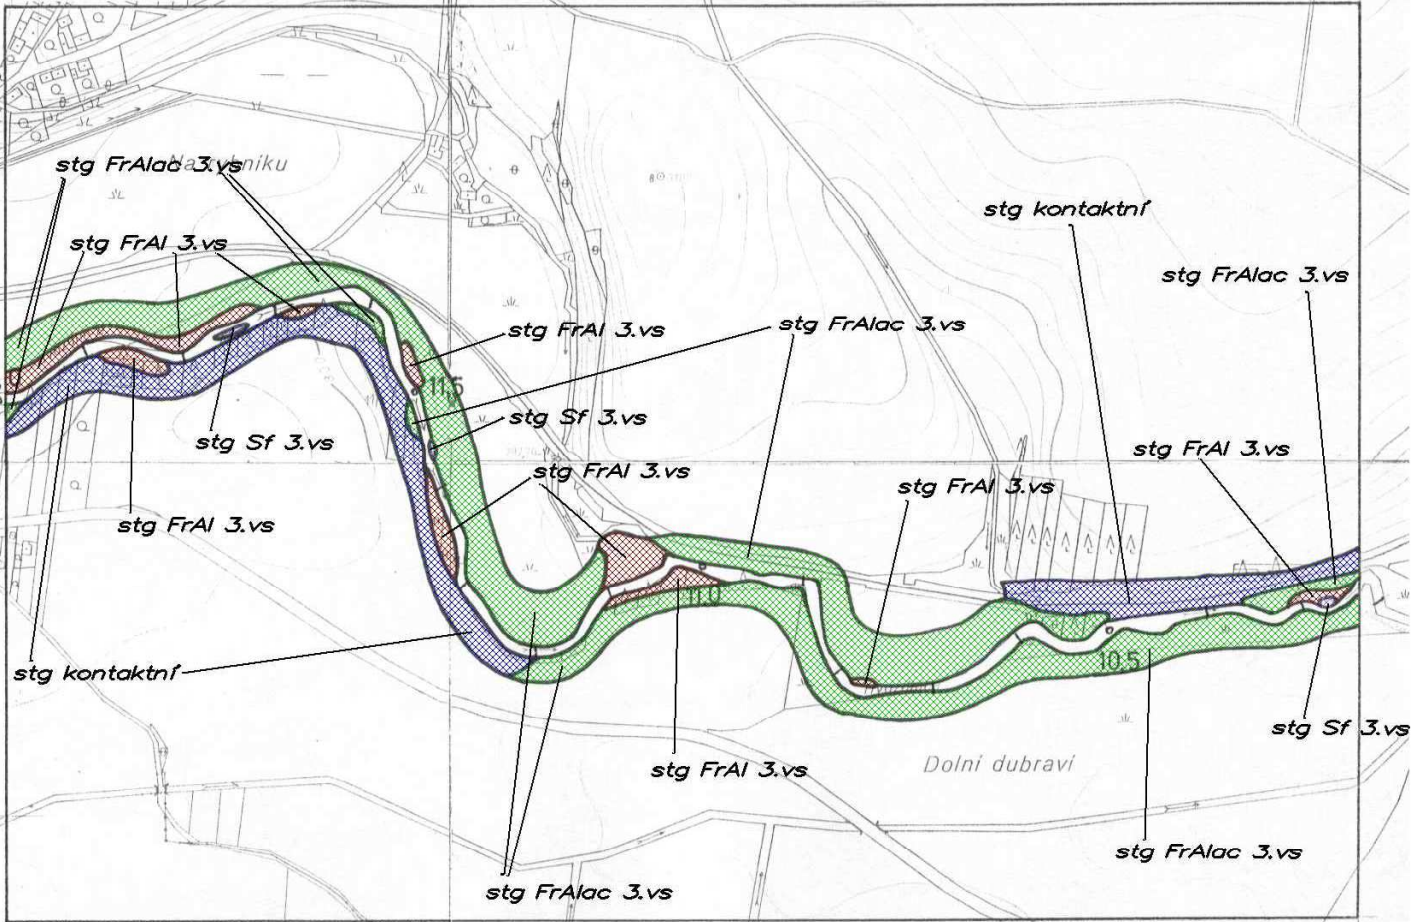 stg FrAlac 3.vs
stg kontaktní
stg FrAl 3.vs
stg FrAlac 3.vs
stg FrAl 3.vs
stg FrAlac 3.vs
11,5
stg Sf 3.vs
stg Sf 3.vs
stg FrAl 3.vs
stg FrAl 3.vs
stg FrAl 3.vs
stg FrAl 3.vs
11,0
10,5
stg kontaktní
stg Sf 3.vs
Dolní dubraví
stg FrAl 3.vs
stg FrAlac 3.vs
stg FrAlac 3.vs